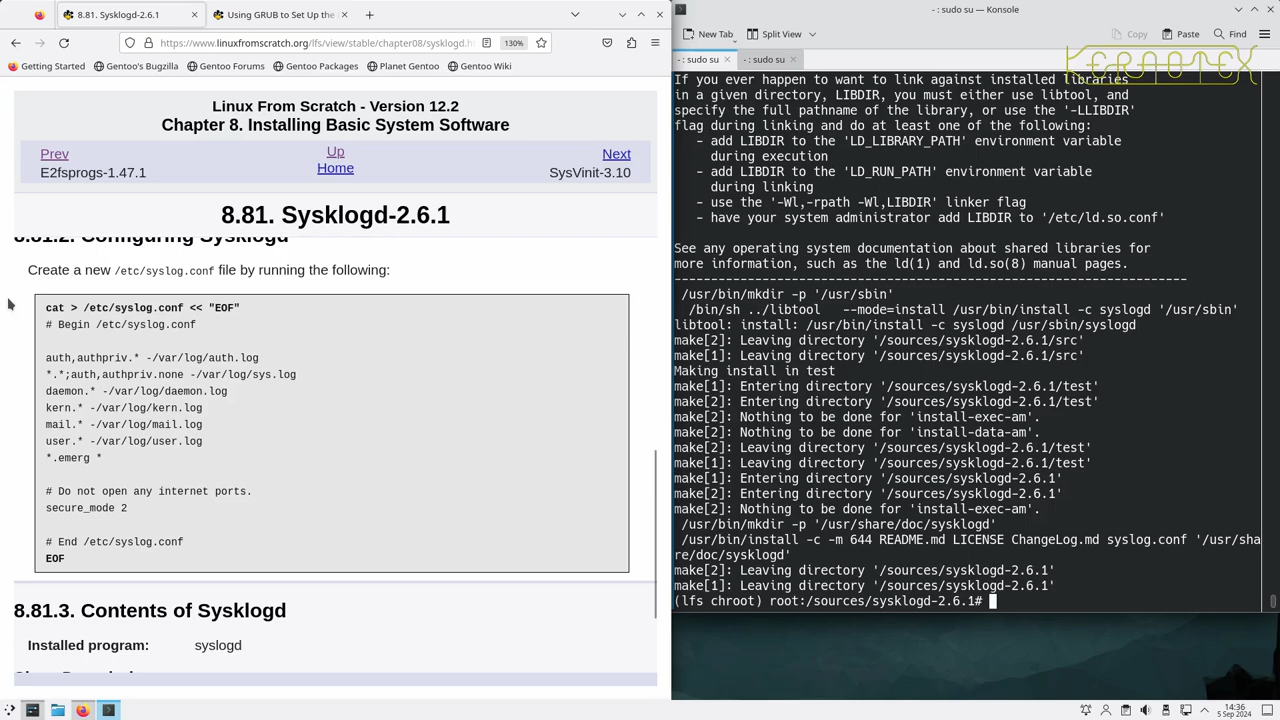 8.81. Sysklogd-2.6.1
Using GRUB to Set Up the
https://www.linuxfromscratch.org/lfs/view/stable/chapter08/sysklogd.h
130%
Getting Started
Gentoo's Bugzilla
Gentoo Forums
Gentoo Packages
Planet Gentoo
Gentoo Wiki
Linux From Scratch - Version 12.2
Chapter 8. Installing Basic System Software
Prev
Up
Next
E2fsprogs-1.47.1
Home
SysVinit-3.10
8.81. Sysklogd-2.6.1
8.81.2. Configuring Sysklogd
Create a new /etc/syslog.conf file by running the following:
cat > /etc/syslog.conf << "EOF"
# Begin /etc/syslog.conf
auth,authpriv.* -/var/log/auth.log
*.*;auth,authpriv.none -/var/log/sys.log
daemon.* -/var/log/daemon.log
kern.* -/var/log/kern.log
mail.* -/var/log/mail.log
user.* -/var/log/user.log
*.emerg *
# Do not open any internet ports.
secure_mode 2
# End /etc/syslog.conf
EOF
8.81.3. Contents of Sysklogd
Installed program:
syslogd
- : sudo su — Konsole
New Tab
Split View
Copy
Paste
Find
- : sudo su
- : sudo su
KERNOTEX
If you ever happen to want to link against installed libraries
in a given directory, LIBDIR, you must either use libtool, and
specify the full pathname of the library, or use the '-LLIBDIR'
flag during linking and do at least one of the following:
- add LIBDIR to the 'LD_LIBRARY_PATH' environment variable
during execution
- add LIBDIR to the 'LD_RUN_PATH' environment variable
during linking
- use the '-Wl,-rpath -Wl,LIBDIR' linker flag
- have your system administrator add LIBDIR to '/etc/ld.so.conf'
See any operating system documentation about shared libraries for
more information, such as the ld(1) and ld.so(8) manual pages.
----------------------------------------------------------------------
/usr/bin/mkdir -p '/usr/sbin'
/bin/sh ../libtool --mode=install /usr/bin/install -c syslogd '/usr/sbin'
libtool: install: /usr/bin/install -c syslogd /usr/sbin/syslogd
make[2]: Leaving directory '/sources/sysklogd-2.6.1/src'
make[1]: Leaving directory '/sources/sysklogd-2.6.1/src'
Making install in test
make[1]: Entering directory '/sources/sysklogd-2.6.1/test'
make[2]: Entering directory '/sources/sysklogd-2.6.1/test'
make[2]: Nothing to be done for 'install-exec-am'.
make[2]: Nothing to be done for 'install-data-am'.
make[2]: Leaving directory '/sources/sysklogd-2.6.1/test'
make[1]: Leaving directory '/sources/sysklogd-2.6.1/test'
make[1]: Entering directory '/sources/sysklogd-2.6.1'
make[2]: Entering directory '/sources/sysklogd-2.6.1'
make[2]: Nothing to be done for 'install-exec-am'.
/usr/bin/mkdir -p '/usr/share/doc/sysklogd'
/usr/bin/install -c -m 644 README.md LICENSE ChangeLog.md syslog.conf '/usr/sha
re/doc/sysklogd'
make[2]: Leaving directory '/sources/sysklogd-2.6.1'
make[1]: Leaving directory '/sources/sysklogd-2.6.1'
(lfs chroot) root:/sources/sysklogd-2.6.1#
14:36
5 Sep 2024